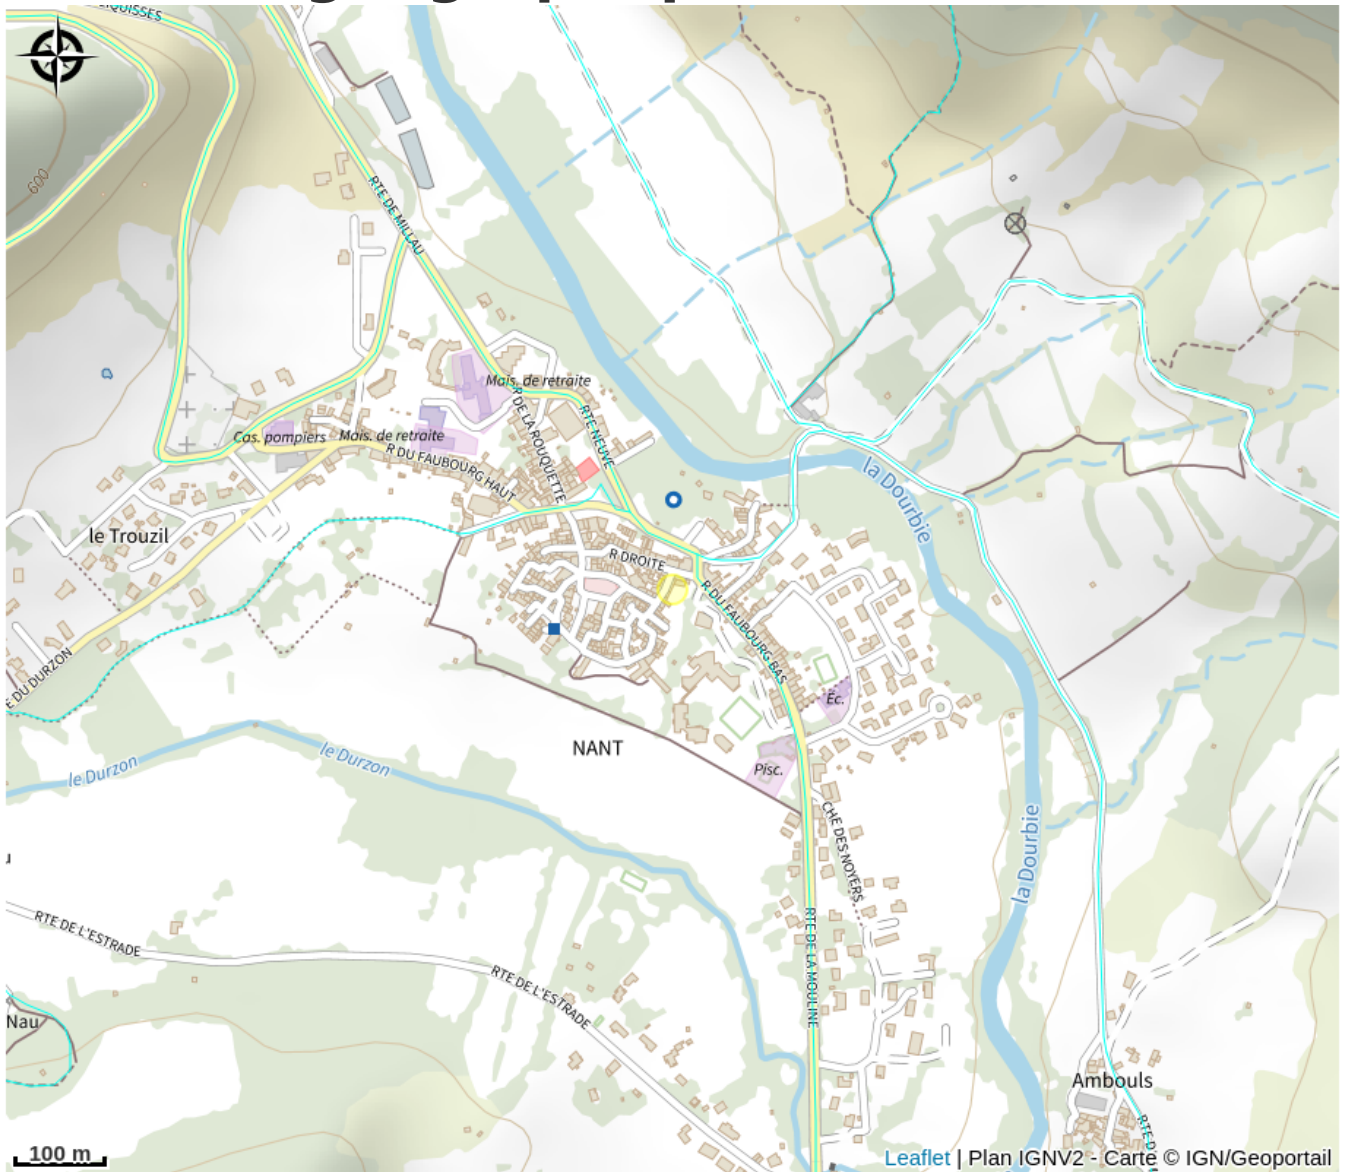 600
RTE DE MILLAU
Mais. de retraite
R DE LA ROUQUETTE
RTE NEUVE
Cas. pompiers
Mais. de retraite
R DU FAUBOURG HAUT
la Dourbie
le Trouzil
R DROITE
R DU FAUBOURG BAS
E DU DURZON
Éc.
NANT
le Durzon
le Durzon
Pisc.
CHE DES NOYERS
la Dourbie
RTE DE L'ESTRADE
RTE DE L'ESTRADE
RTE DE LA MOULINE
Nau
Ambouls
RTE D
100 m
Leaflet | Plan IGNV2 - Carte © IGN/Geoportail